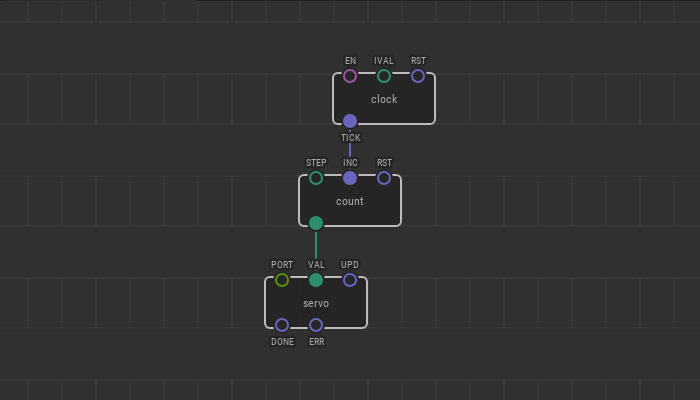 EN IVAL RST
clock
TICK
STEP INC RST
count
PORT VAL UPD
servo
DONE ERR